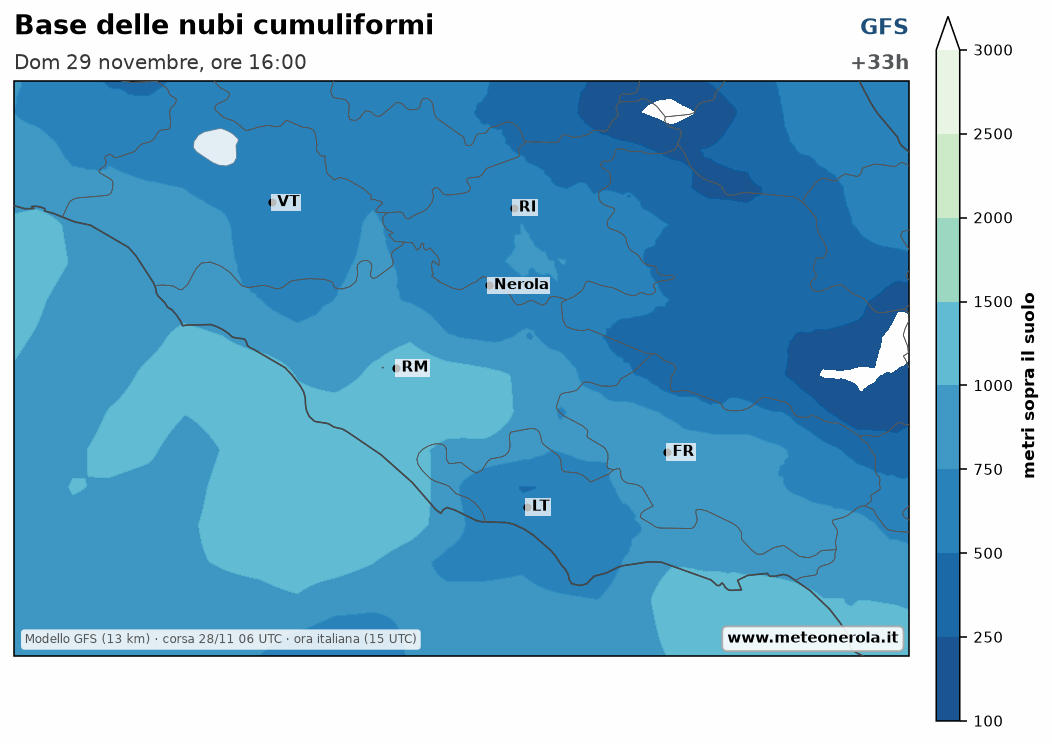 Base delle nubi cumuliformi
GFS
Dom 29 novembre, ore 16:00
+33h
3000
2500
2000
1500
1000
750
500
250
100
metri sopra il suolo
VT
RI
Nerola
RM
FR
LT
Modello GFS (13 km) · corsa 28/11 06 UTC · ora italiana (15 UTC)
www.meteonerola.it